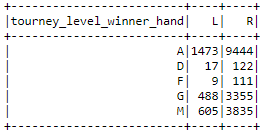 +------------------------+----+----+
|tourney_level_winner_hand|   L|   R|
+------------------------+----+----+
|                       A|1473|9444|
|                       D|  17| 122|
|                       F|   9| 111|
|                       G| 488|3355|
|                       M| 605|3835|
+------------------------+----+----+